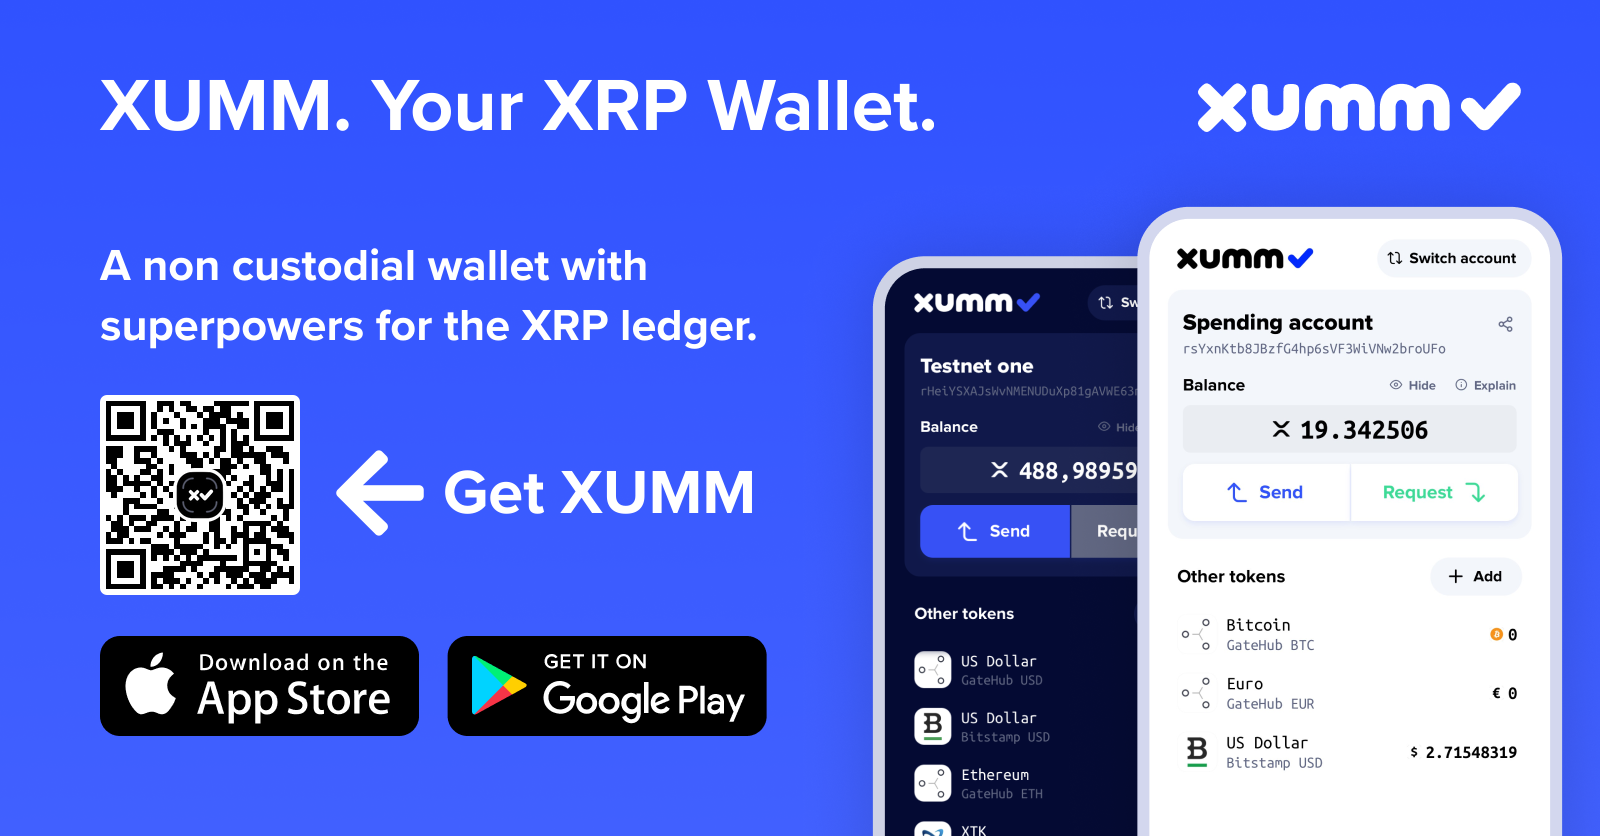 XUMM. Your XRP Wallet.
xumm
A non custodial wallet with
superpowers for the XRP ledger.
Get XUMM
Download on the
App Store
GET IT ON
Google Play
xumm
Testnet one
Balance
488,98959
Send
Other tokens
US Dollar
GateHub USD
US Dollar
Bitstamp USD
Ethereum
GateHub ETH
XTK
xumm
Switch account
Spending account
rsYxnKtb8JBzfG4hp6sVF3WiVNw2broUFo
Balance
Hide
Explain
19.342506
Send
Request
Other tokens
+ Add
Bitcoin
GateHub BTC
0
Euro
GateHub EUR
€ 0
US Dollar
Bitstamp USD
$ 2.71548319